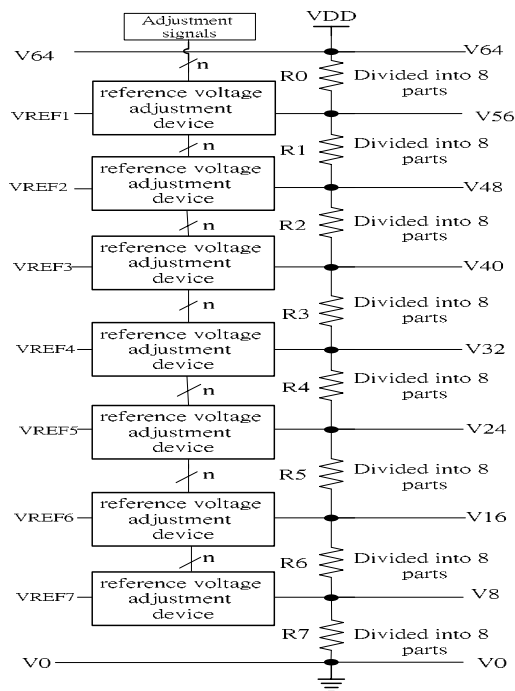 Adjustment
signals
VDD
V64
V64
n
R0
Divided into 8
parts
reference voltage
adjustment
device
VREF1
V56
n
R1
Divided into 8
parts
reference voltage
adjustment
device
VREF2
V48
n
R2
Divided into 8
parts
reference voltage
adjustment
device
VREF3
V40
n
R3
Divided into 8
parts
reference voltage
adjustment
device
VREF4
V32
n
R4
Divided into 8
parts
reference voltage
adjustment
device
VREF5
V24
n
R5
Divided into 8
parts
reference voltage
adjustment
device
VREF6
V16
n
R6
Divided into 8
parts
reference voltage
adjustment
device
VREF7
V8
R7
Divided into 8
parts
V0
V0